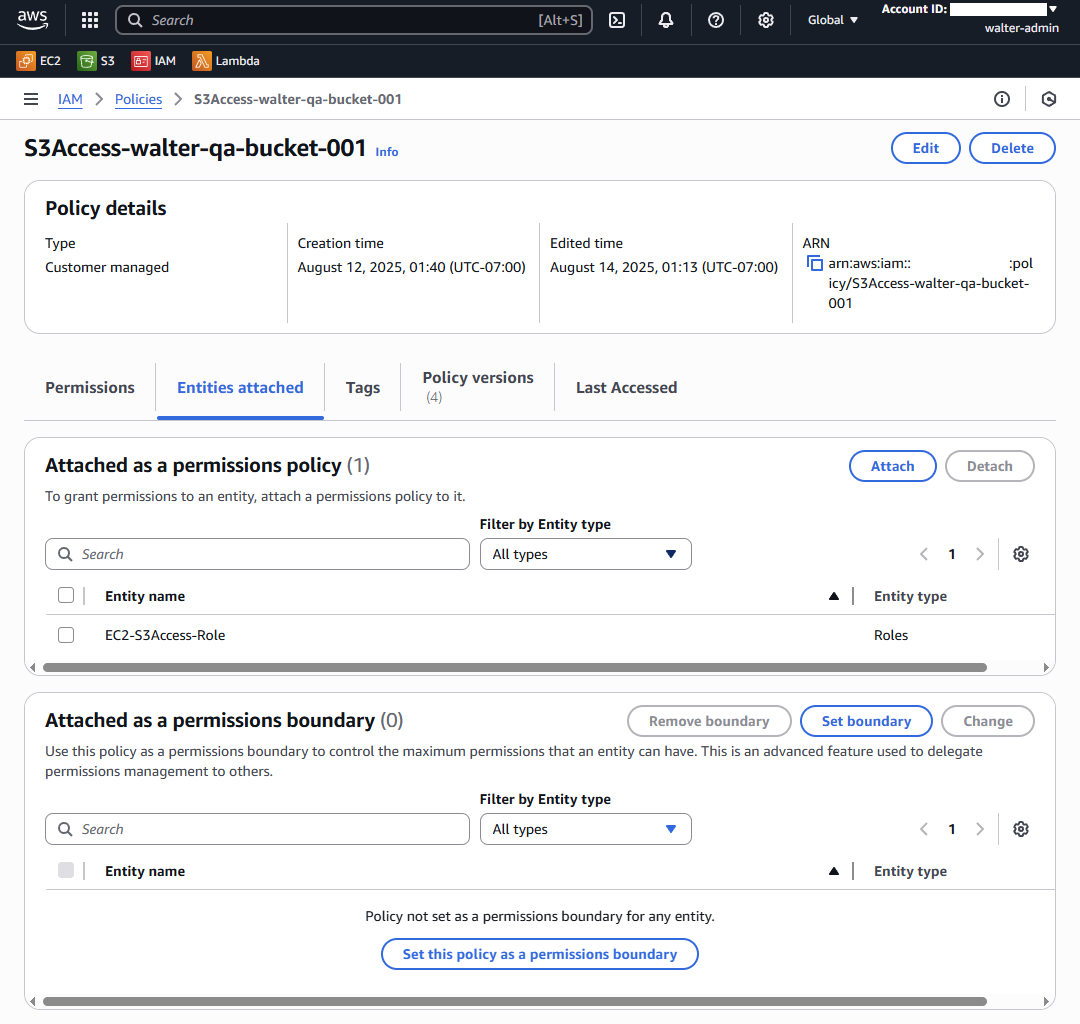 aws Search [Alt+S] Global Account ID:
walter-admin
EC2 S3 IAM Lambda
IAM Policies S3Access-walter-qa-bucket-001
S3Access-walter-qa-bucket-001 Info Edit Delete
Policy details
Type Creation time Edited time ARN
Customer managed August 12, 2025, 01:40 (UTC-07:00) August 14, 2025, 01:13 (UTC-07:00) arn:aws:iam:: :pol
icy/S3Access-walter-qa-bucket-
001
Permissions Entities attached Tags Policy versions Last Accessed
(4)
Attached as a permissions policy (1) Attach Detach
To grant permissions to an entity, attach a permissions policy to it.
Filter by Entity type
Search All types 1
Entity name Entity type
EC2-S3Access-Role Roles
Attached as a permissions boundary (0) Remove boundary Set boundary Change
Use this policy as a permissions boundary to control the maximum permissions that an entity can have. This is an advanced feature used to delegate
permissions management to others.
Filter by Entity type
Search All types 1
Entity name Entity type
Policy not set as a permissions boundary for any entity.
Set this policy as a permissions boundary